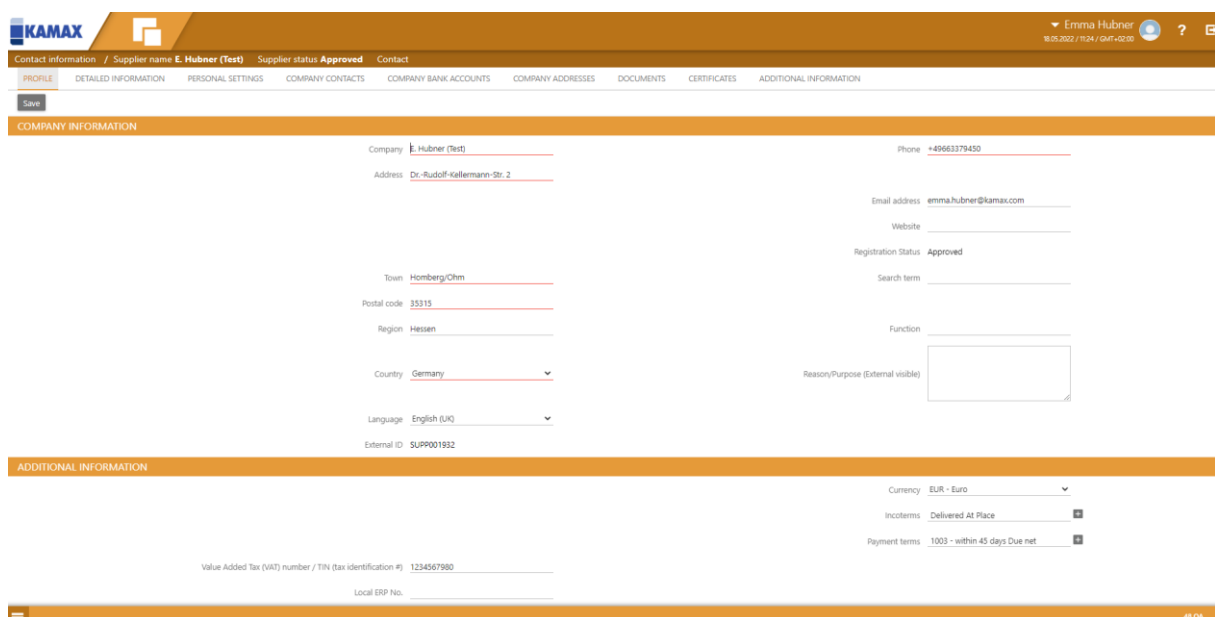 KAMAX
Emma Hubner
18.05.2022 / 11:24 / GMT+02:00
?
Contact information / Supplier name E. Hubner (Test) Supplier status Approved Contact
PROFILE DETAILED INFORMATION PERSONAL SETTINGS COMPANY CONTACTS COMPANY BANK ACCOUNTS COMPANY ADDRESSES DOCUMENTS CERTIFICATES ADDITIONAL INFORMATION
Save
COMPANY INFORMATION
Company E. Hubner (Test) Phone +49663379450
Address Dr.-Rudolf-Kellermann-Str. 2
Email address emma.hubner@kamax.com
Website
Registration Status Approved
Town Homberg/Ohm Search term
Postal code 35315
Region Hessen Function
Country Germany Reason/Purpose (External visible)
Language English (UK)
External ID SUPP001932
ADDITIONAL INFORMATION
Currency EUR - Euro
Incoterms Delivered At Place
Payment terms 1003 - within 45 days Due net
Value Added Tax (VAT) number / TIN (tax identification #) 1234567980
Local ERP No.